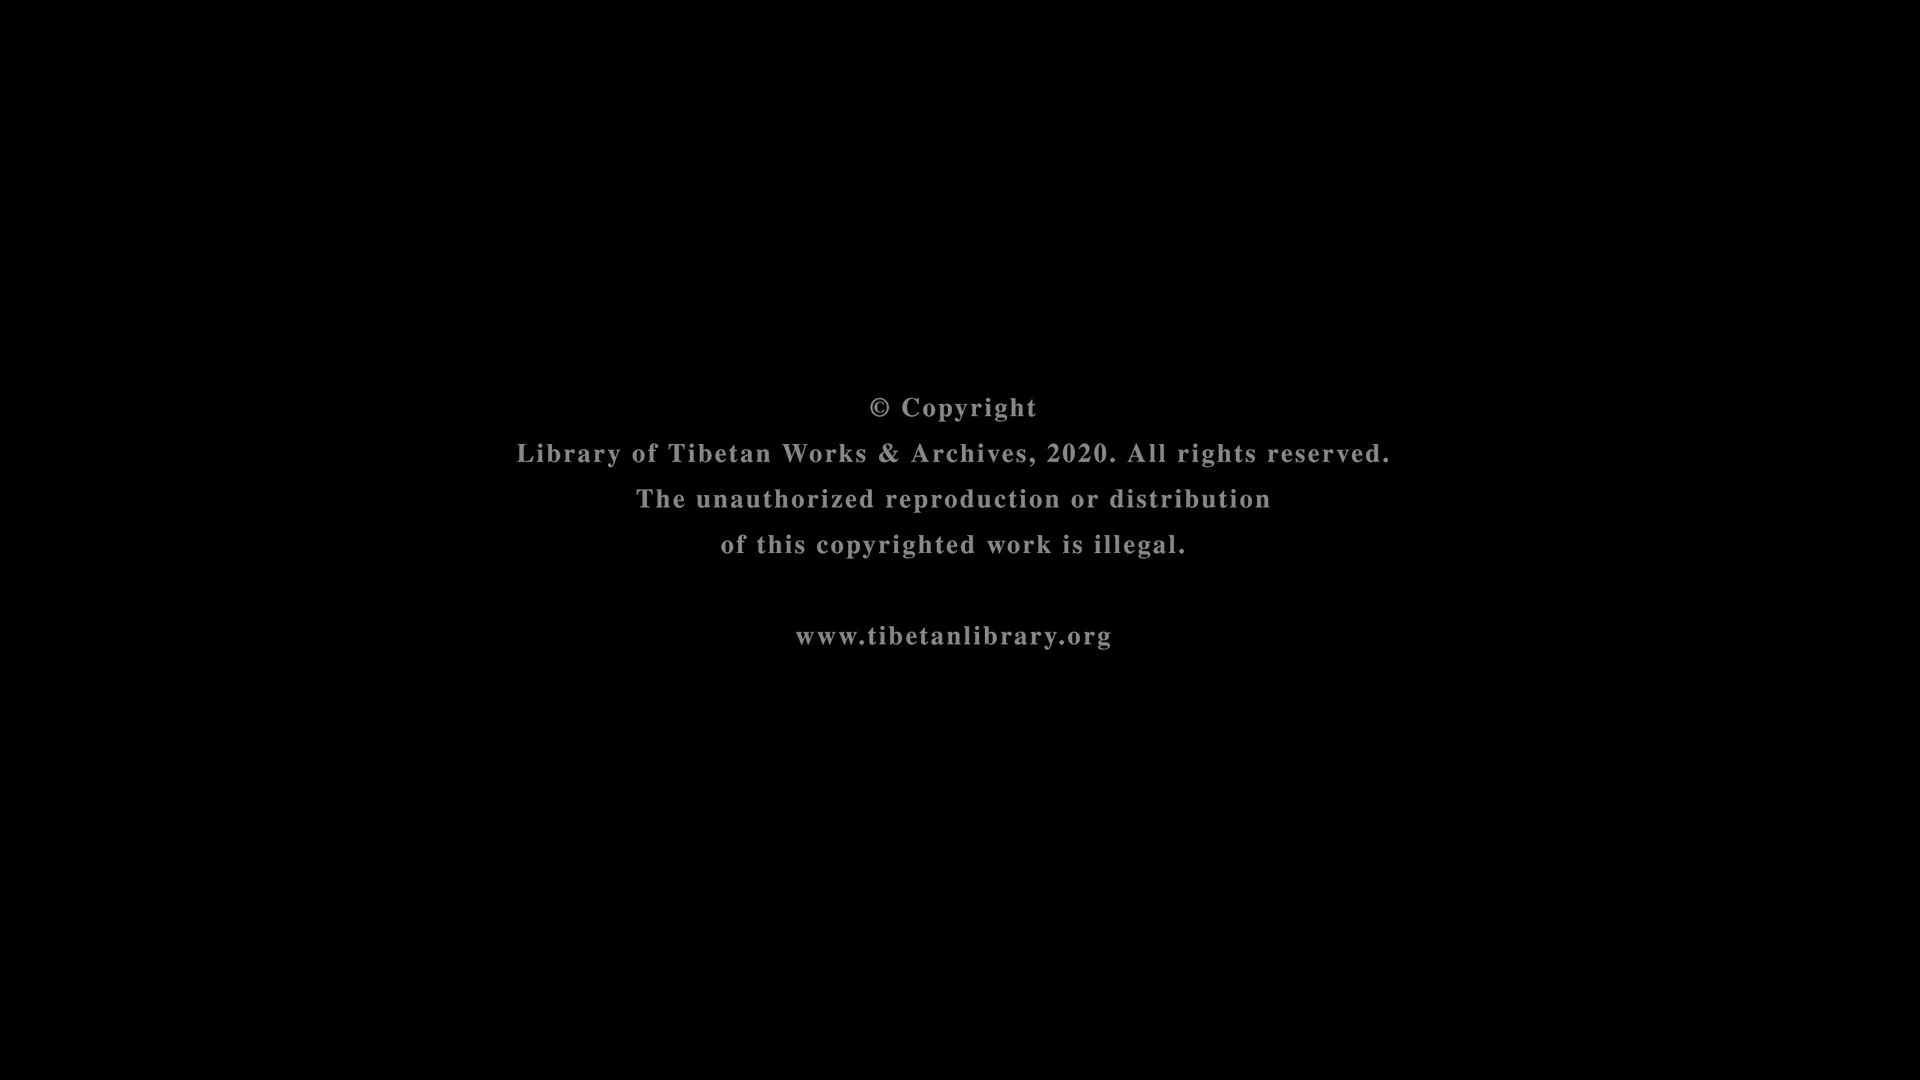 © Copyright
Library of Tibetan Works & Archives, 2020. All rights reserved.
The unauthorized reproduction or distribution
of this copyrighted work is illegal.
www.tibetanlibrary.org